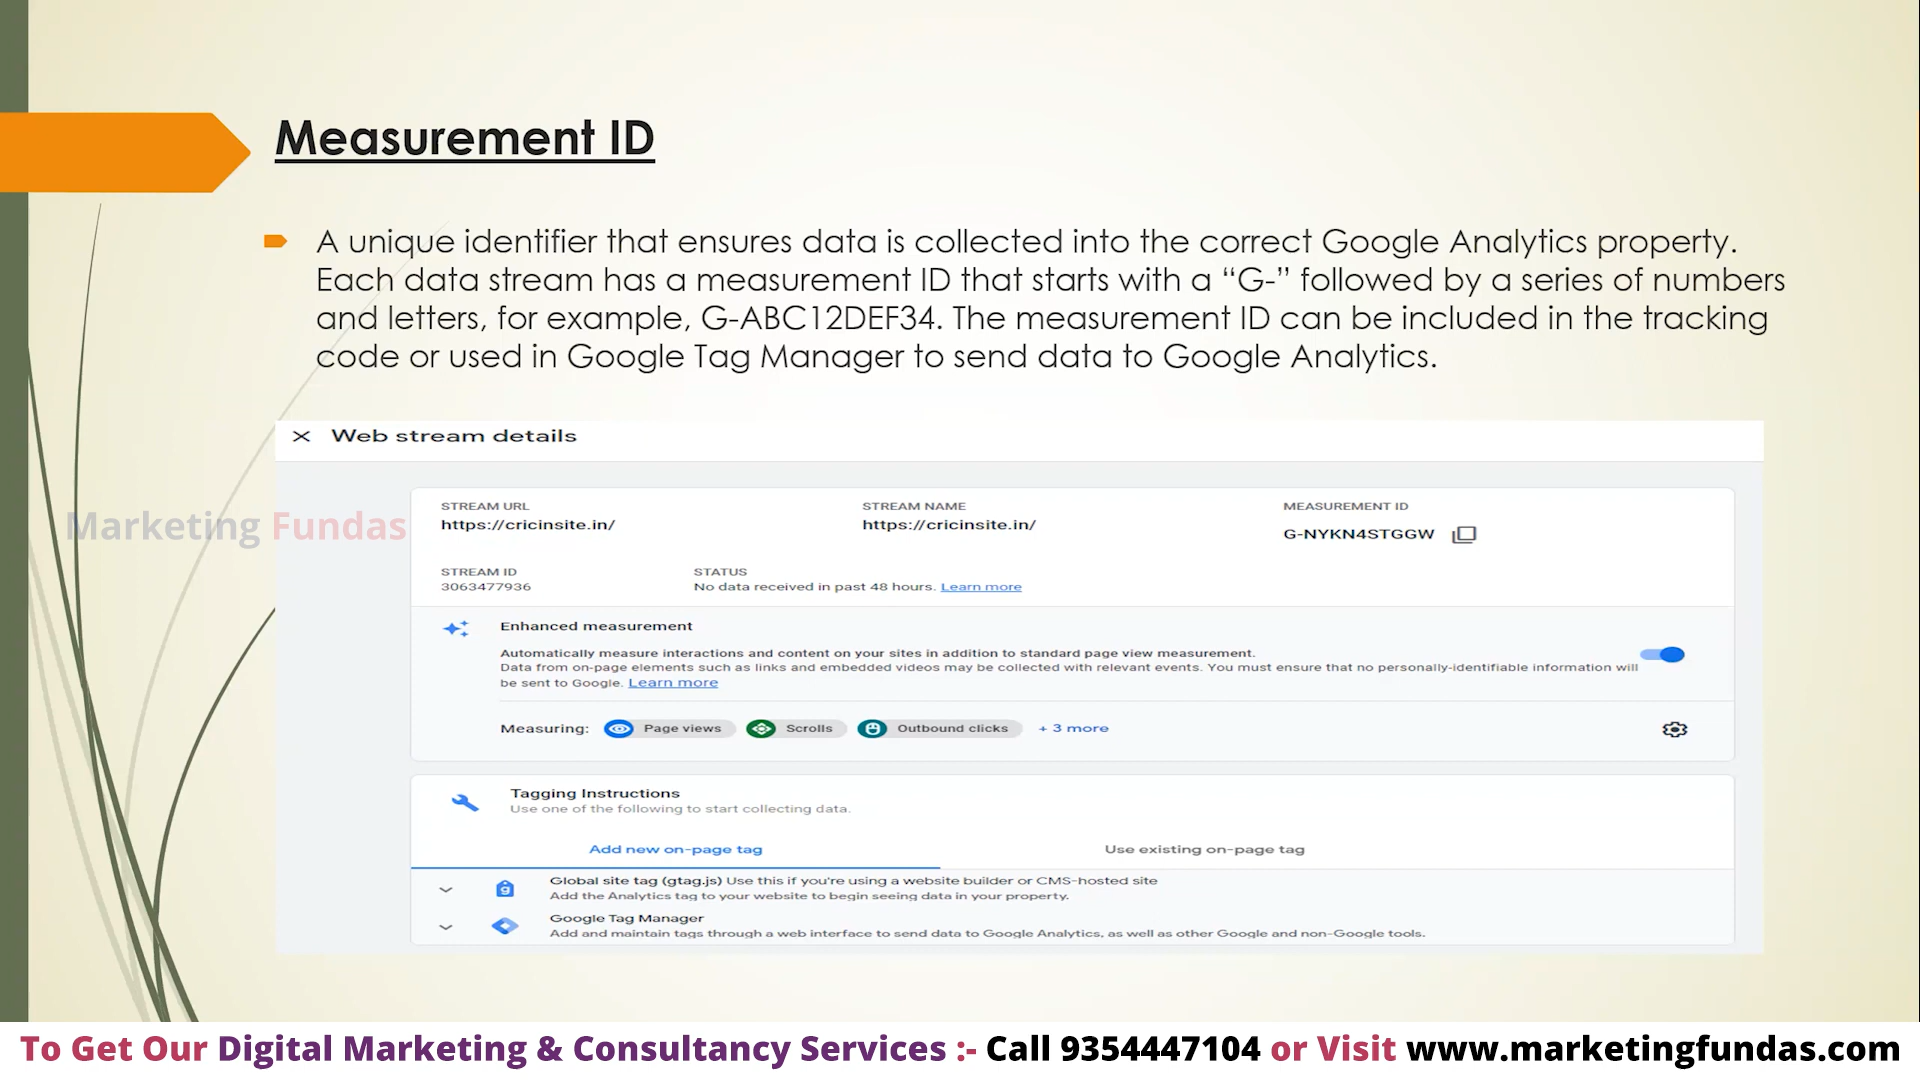 Measurement ID
A unique identifier that ensures data is collected into the correct Google Analytics property.
Each data stream has a measurement ID that starts with a “G-” followed by a series of numbers
and letters, for example, G-ABC12DEF34. The measurement ID can be included in the tracking
code or used in Google Tag Manager to send data to Google Analytics.
Web stream details
STREAM URL STREAM NAME MEASUREMENT ID
https://cricinsite.in/ https://cricinsite.in/ G-NYKN4STGGW
Marketing Fundas
STREAM ID STATUS
3063477936 No data received in past 48 hours. Learn more
Enhanced measurement
Automatically measure interactions and content on your sites in addition to standard page view measurement.
Data from on-page elements such as links and embedded videos may be collected with relevant events. You must ensure that no personally-identifiable information will
be sent to Google. Learn more
Measuring: Page views Scrolls Outbound clicks + 3 more
Tagging Instructions
Use one of the following to start collecting data.
Add new on-page tag Use existing on-page tag
Global site tag (gtag.js) Use this if you're using a website builder or CMS-hosted site
Add the Analytics tag to your website to begin seeing data in your property.
Google Tag Manager
Add and maintain tags through a web interface to send data to Google Analytics, as well as other Google and non-Google tools.
To Get Our Digital Marketing & Consultancy Services :- Call 9354447104 or Visit www.marketingfundas.com